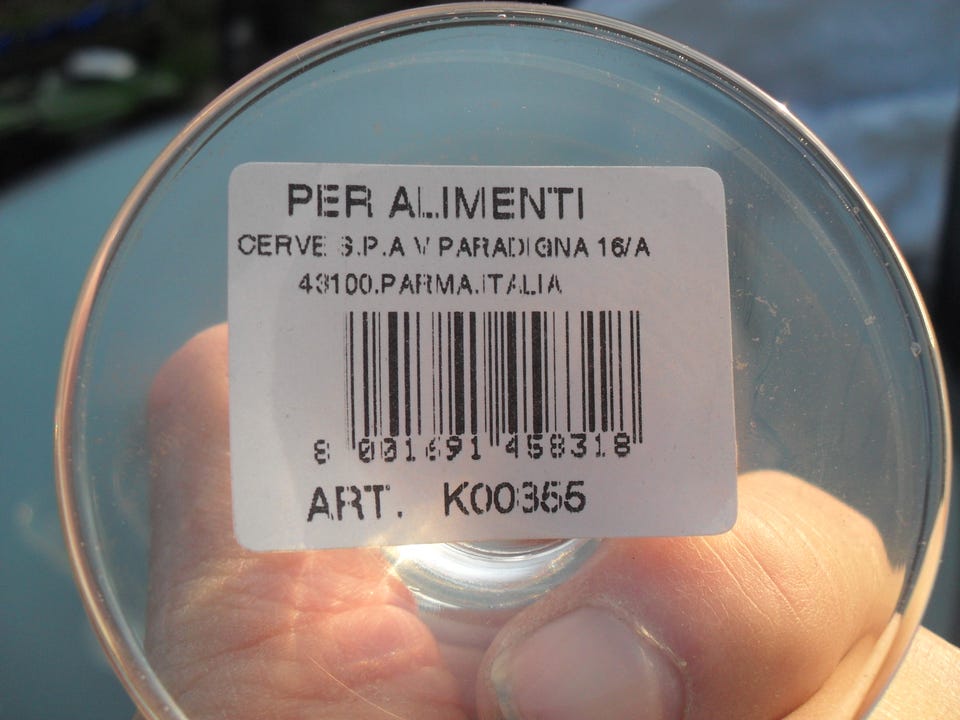 PER ALIMENTI
CERVE S.P.A V PARADIGNA 16/A
43100.PARMA.ITALIA
8 001691 458318
ART. K00355